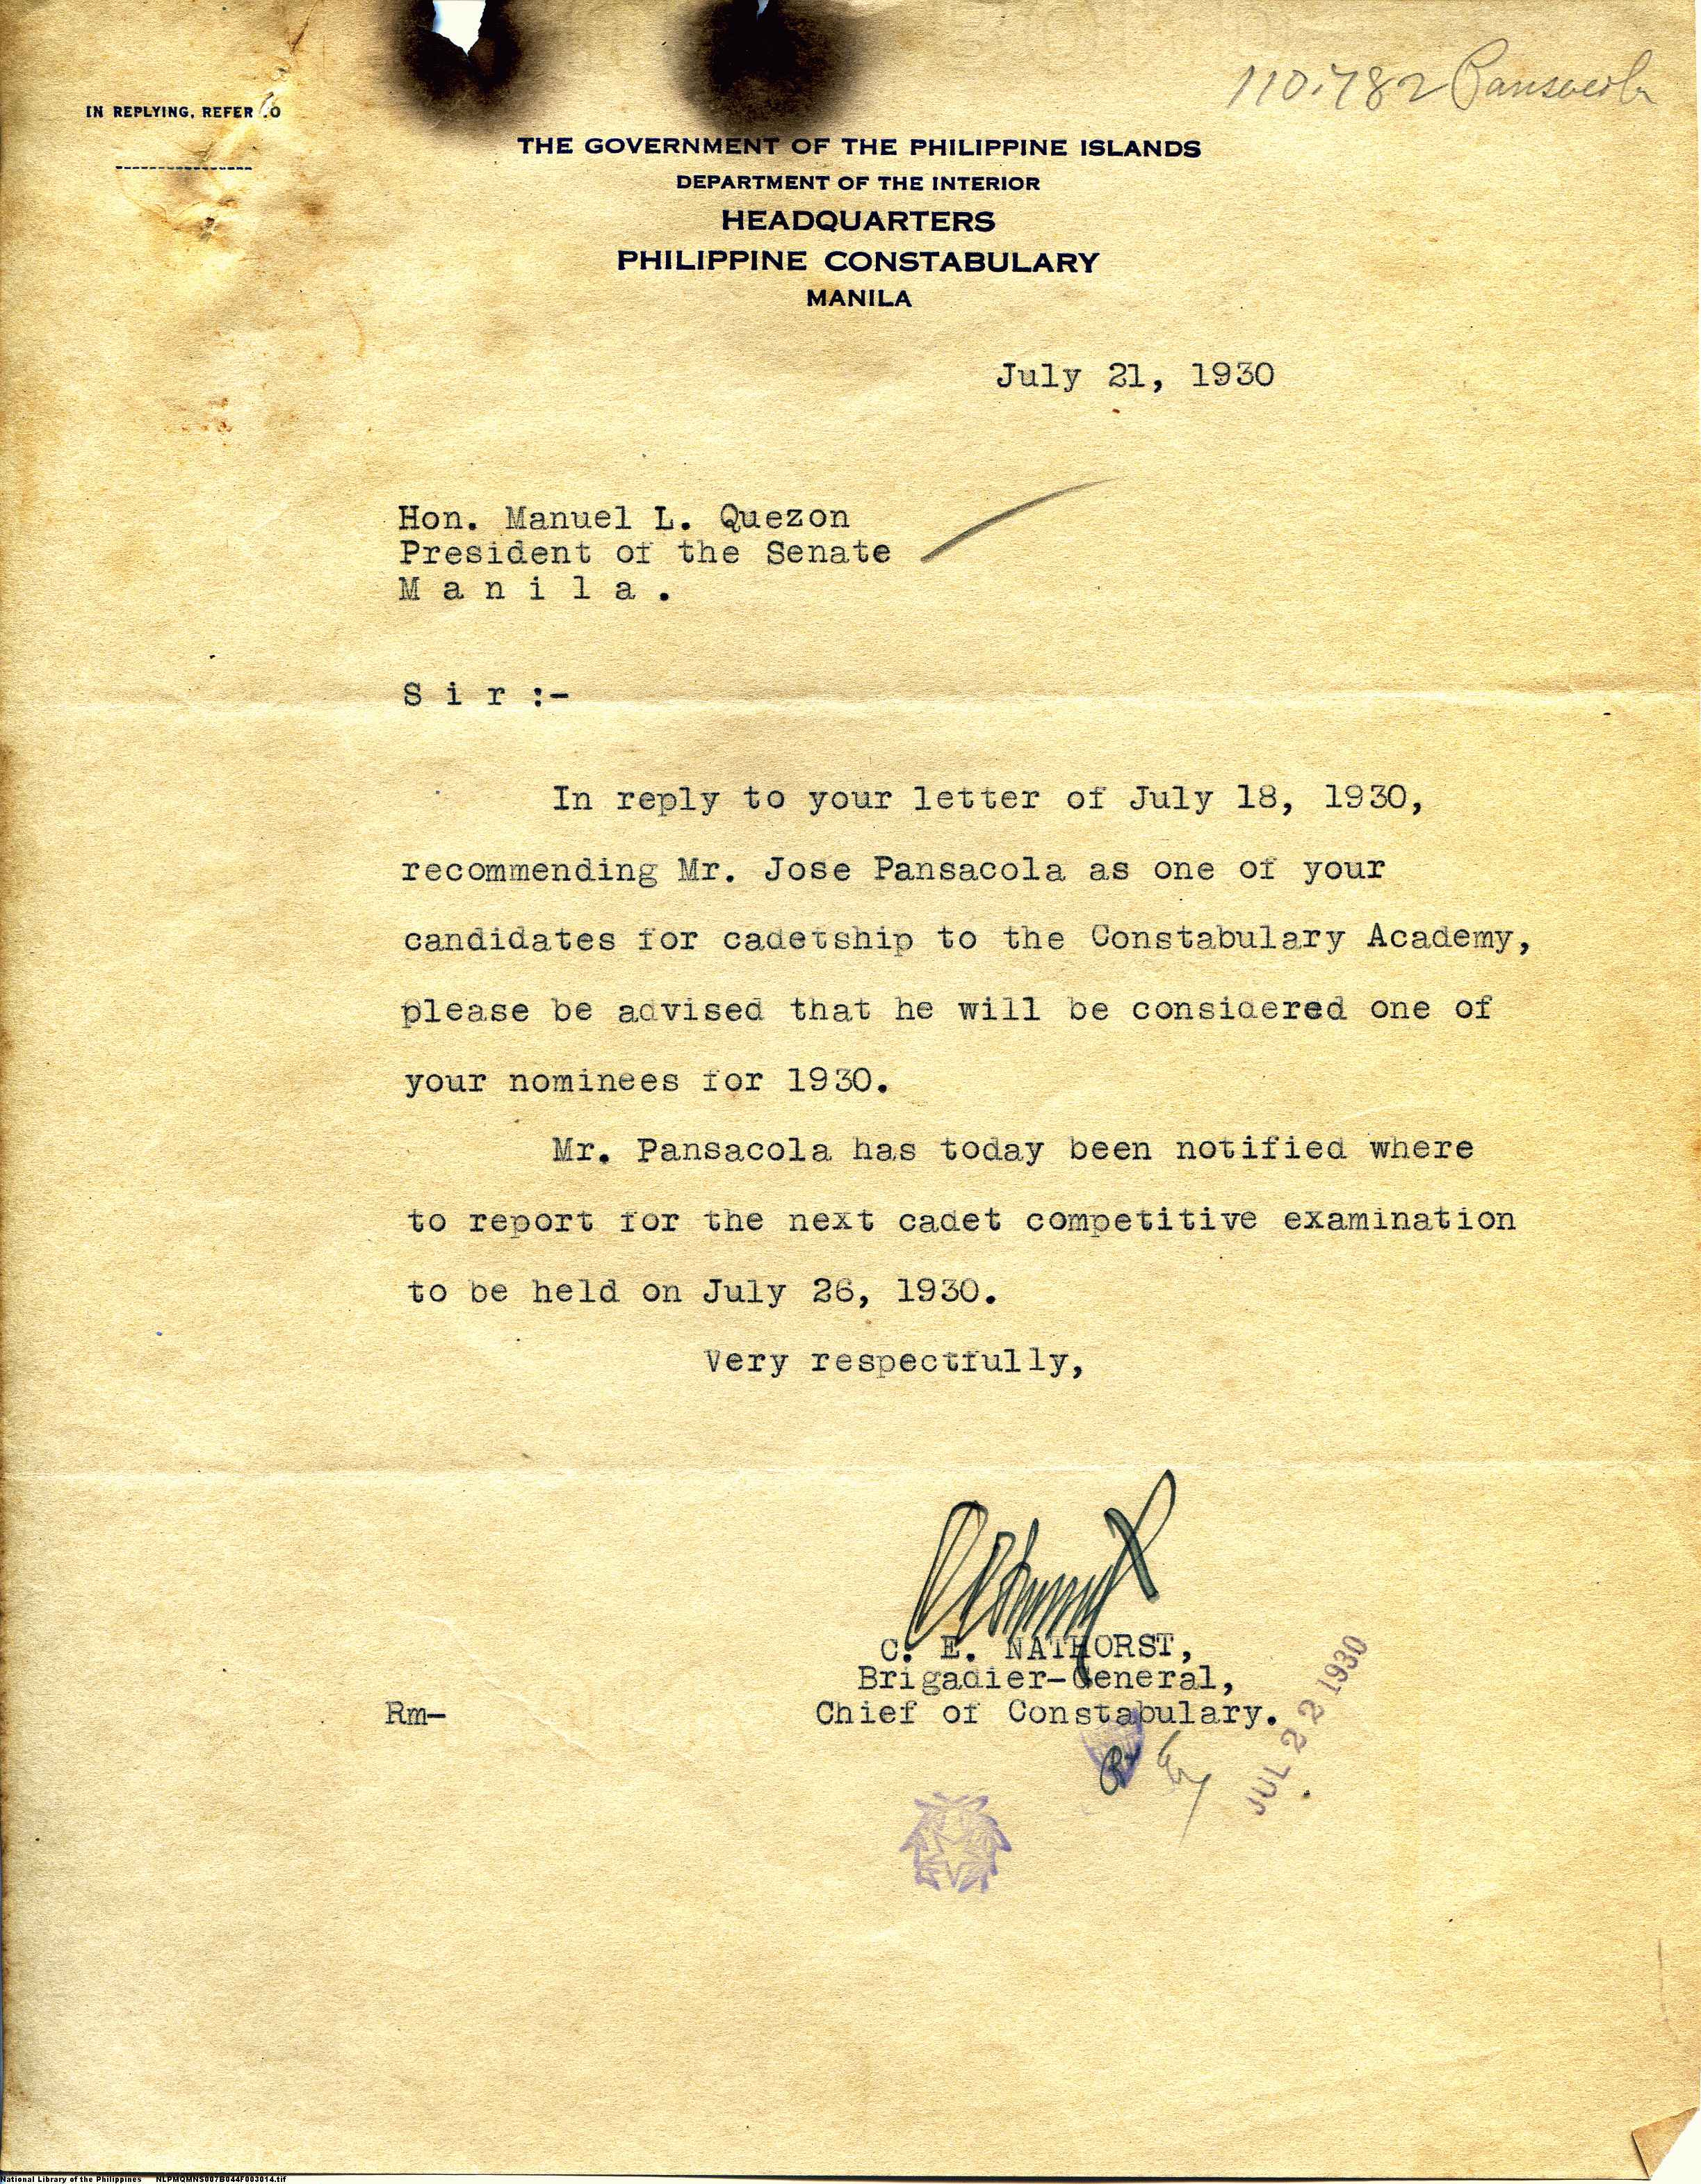 110.782 Pansacola
IN REPLYING, REFER TO
THE GOVERNMENT OF THE PHILIPPINE ISLANDS
DEPARTMENT OF THE INTERIOR
HEADQUARTERS
PHILIPPINE CONSTABULARY
MANILA
July 21, 1930
Hon. Manuel L. Quezon
President of the Senate
M a n i l a .
S i r :-
In reply to your letter of July 18, 1930,
recommending Mr. Jose Pansacola as one of your
candidates for cadetship to the Constabulary Academy,
please be advised that he will be considered one of
your nominees for 1930.
Mr. Pansacola has today been notified where
to report for the next cadet competitive examination
to be held on July 26, 1930.
Very respectfully,
C. E. NATHORST,
Brigadier-General,
Rm- Chief of Constabulary.
JUL 22 1930
National Library of the Philippines NLPMQMNS007B044F003014.tif